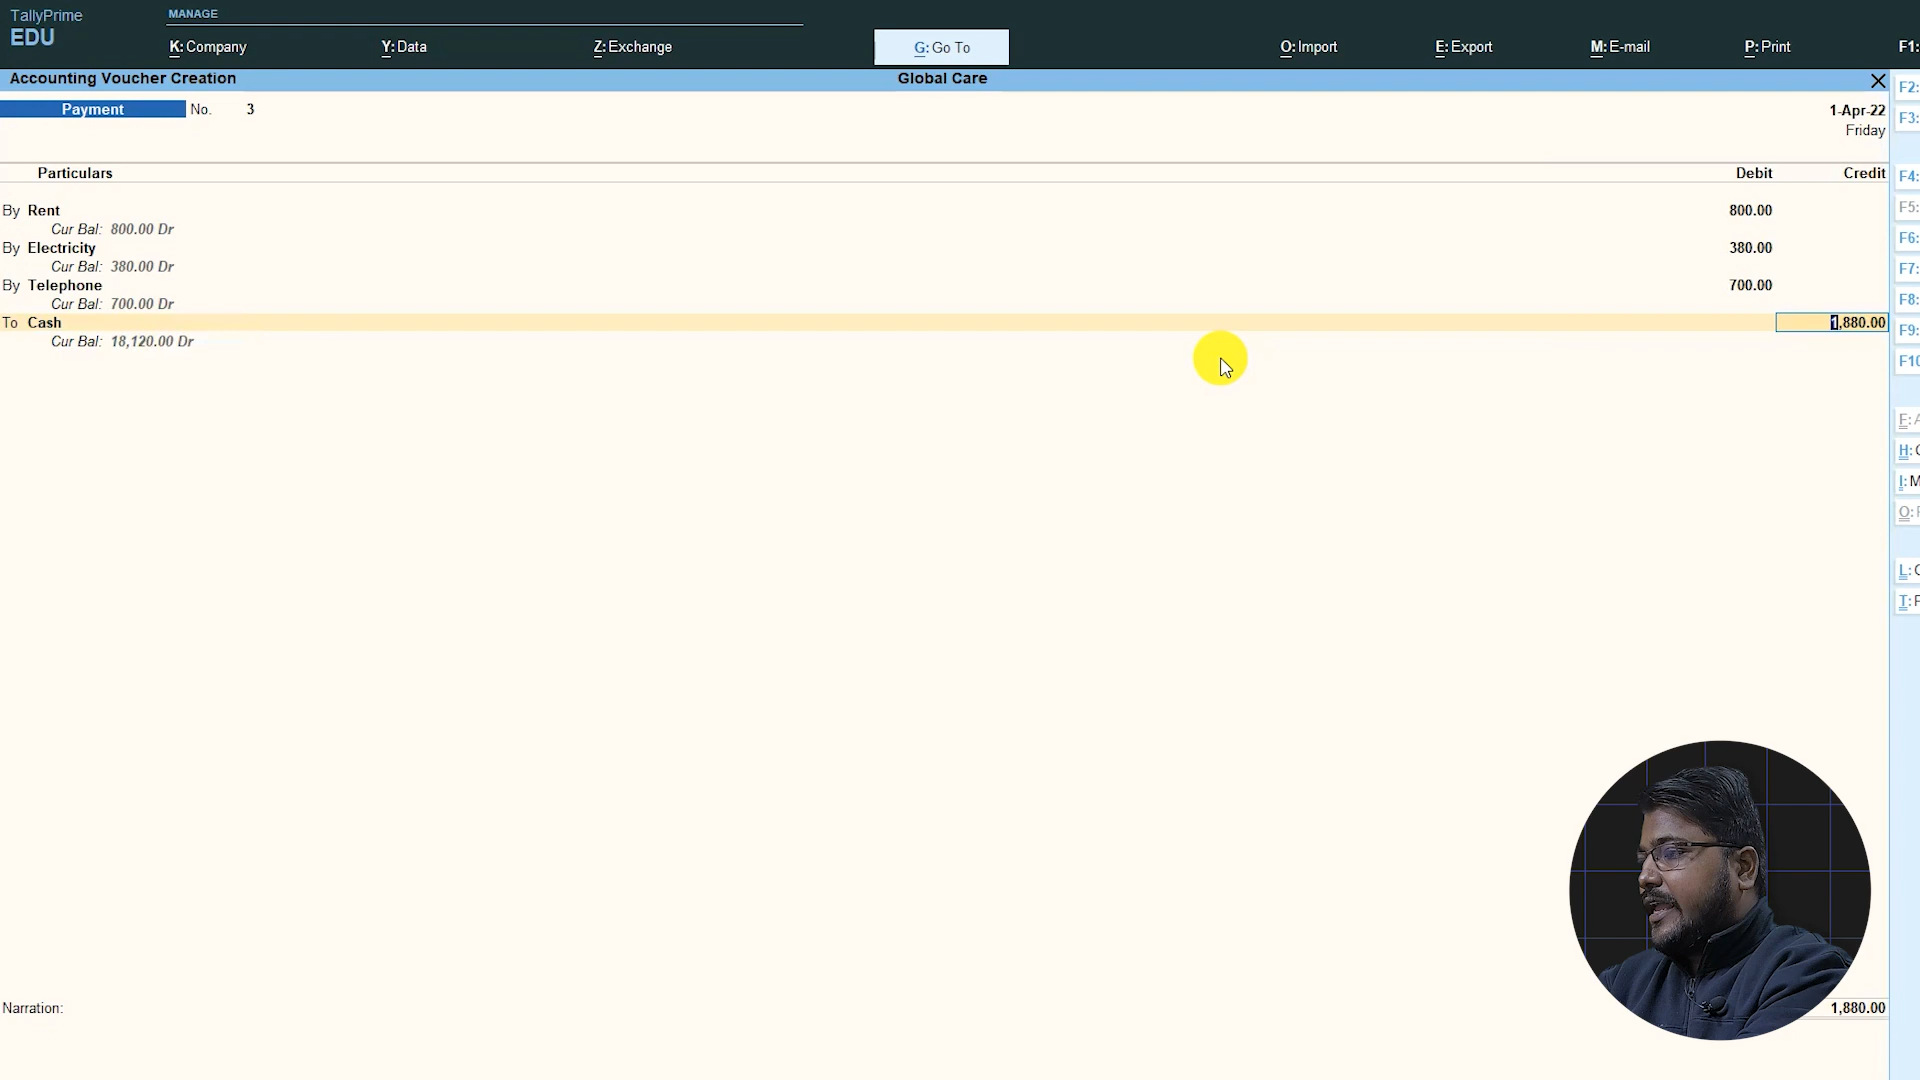 TallyPrime
EDU
MANAGE
K: Company
Y: Data
Z: Exchange
G: Go To
O: Import
E: Export
M: E-mail
P: Print
F1:
Accounting Voucher Creation
Global Care
Payment No. 3
1-Apr-22
Friday
Particulars Debit Credit
By Rent 800.00
Cur Bal: 800.00 Dr
By Electricity 380.00
Cur Bal: 380.00 Dr
By Telephone 700.00
Cur Bal: 700.00 Dr
To Cash 1,880.00
Cur Bal: 18,120.00 Dr
Narration:
1,880.00
F2:
F3:
F4:
F5:
F6:
F7:
F8:
F9:
F10
F:
H:
I: M
O:
L:
T: